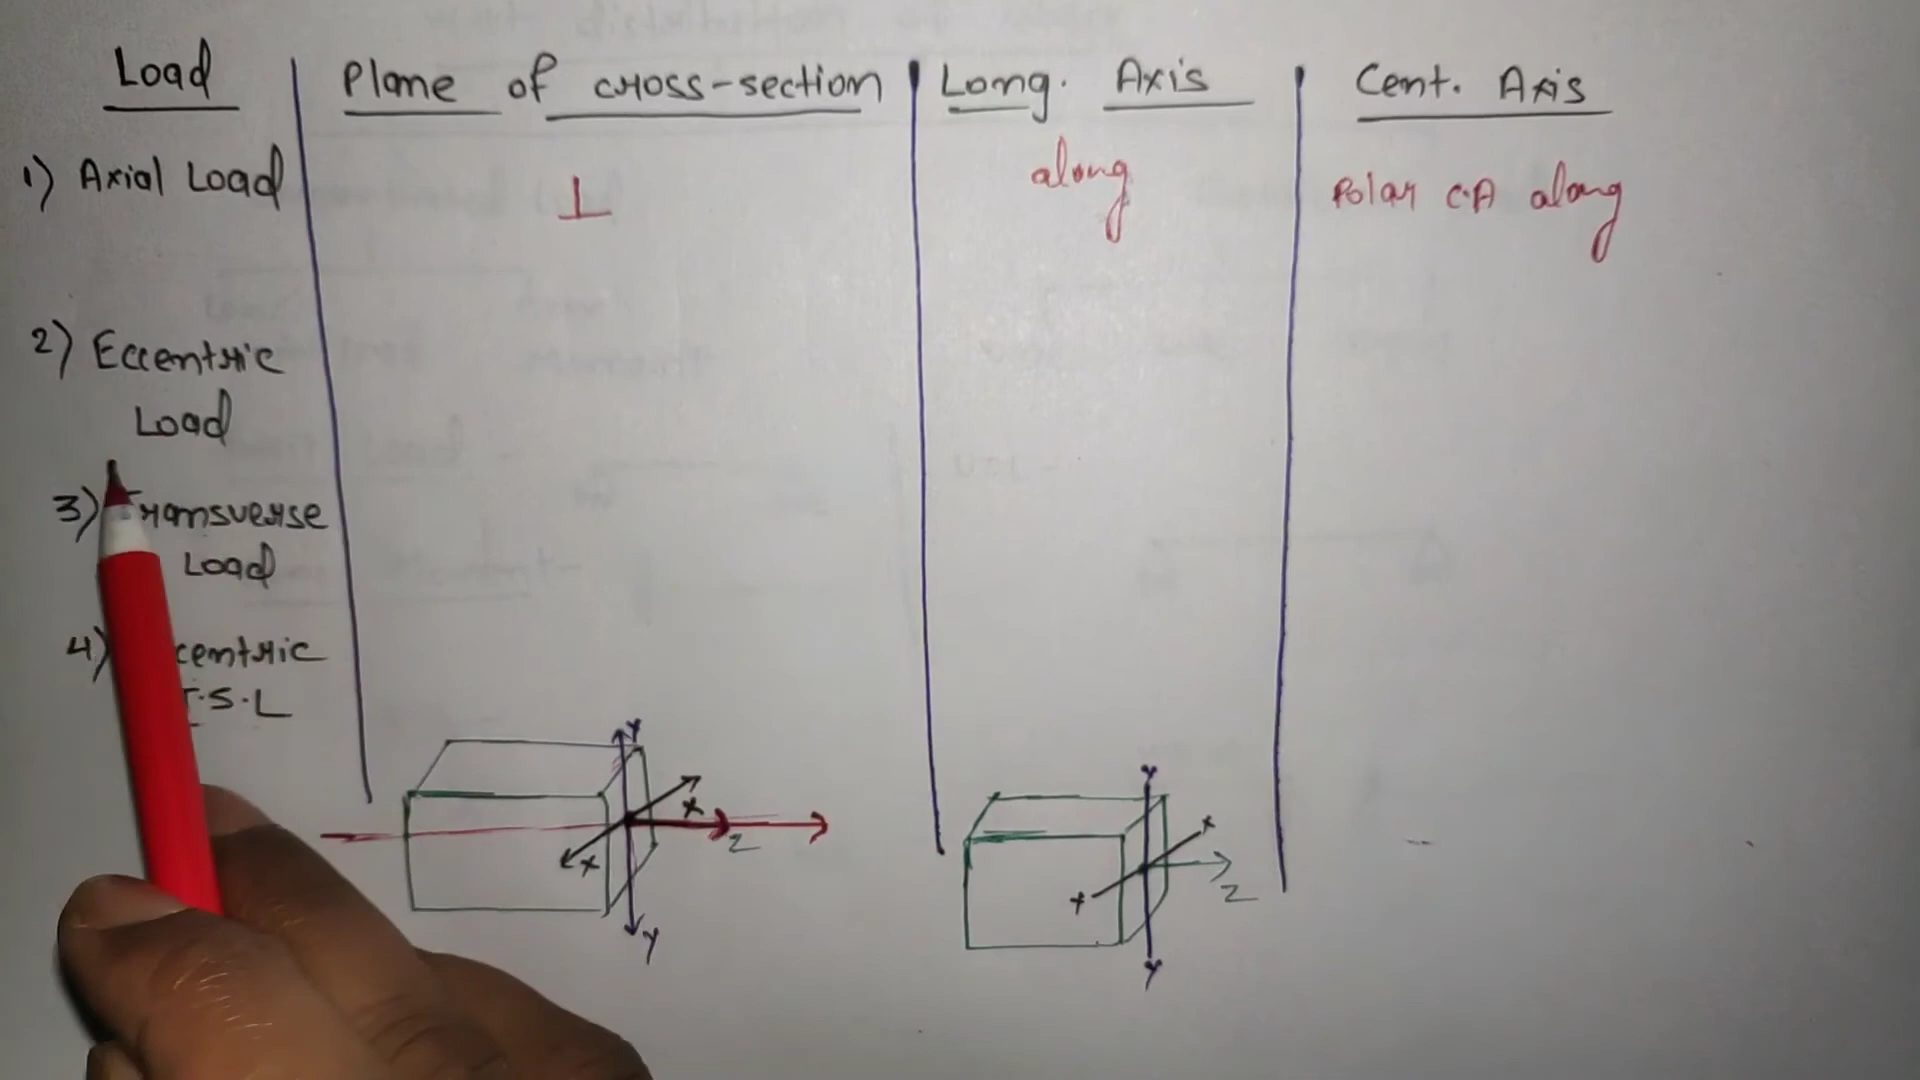 Load
Plane of cross-section
Long. Axis
Cent. Axis
1) Axial Load
⊥
along
Polar C.A along
2) Eccentric
Load
3) Transverse
Load
4) centric
T.S.L
y
x
z
x
y
y
x
z
x
y